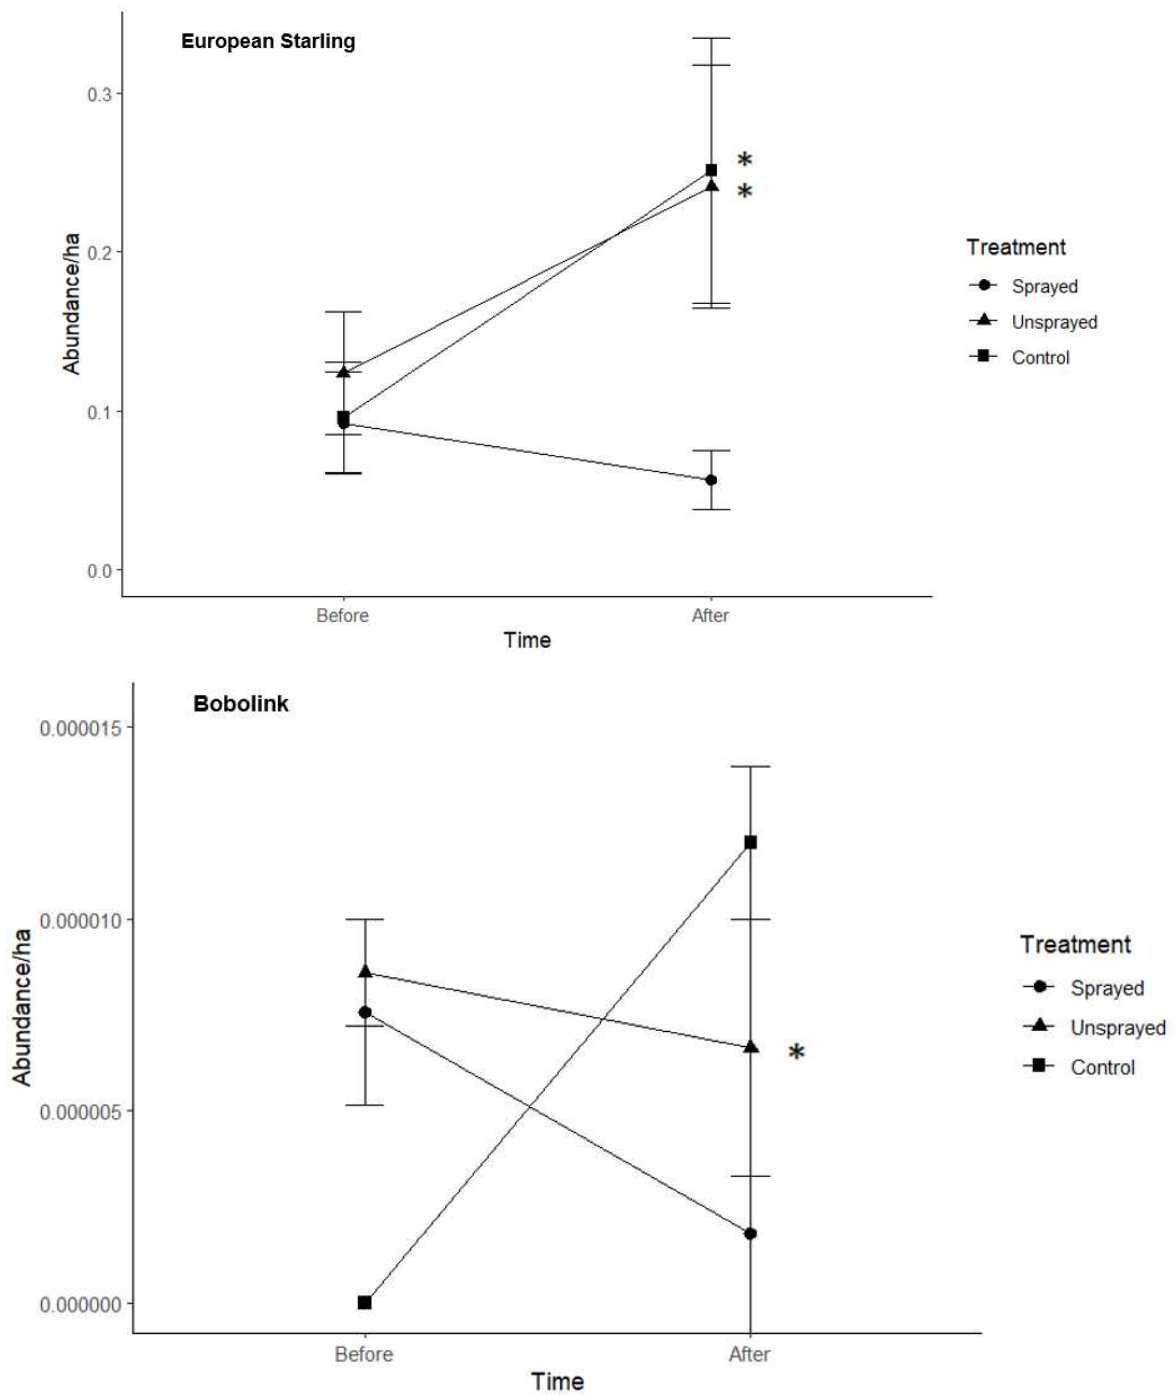 European Starling
0.3
0.2
0.1
0.0
Abundance/ha
*
*
Before
After
Time
Treatment
Sprayed
Unsprayed
Control
Bobolink
0.000015
0.000010
0.000005
0.000000
Abundance/ha
*
Before
After
Time
Treatment
Sprayed
Unsprayed
Control